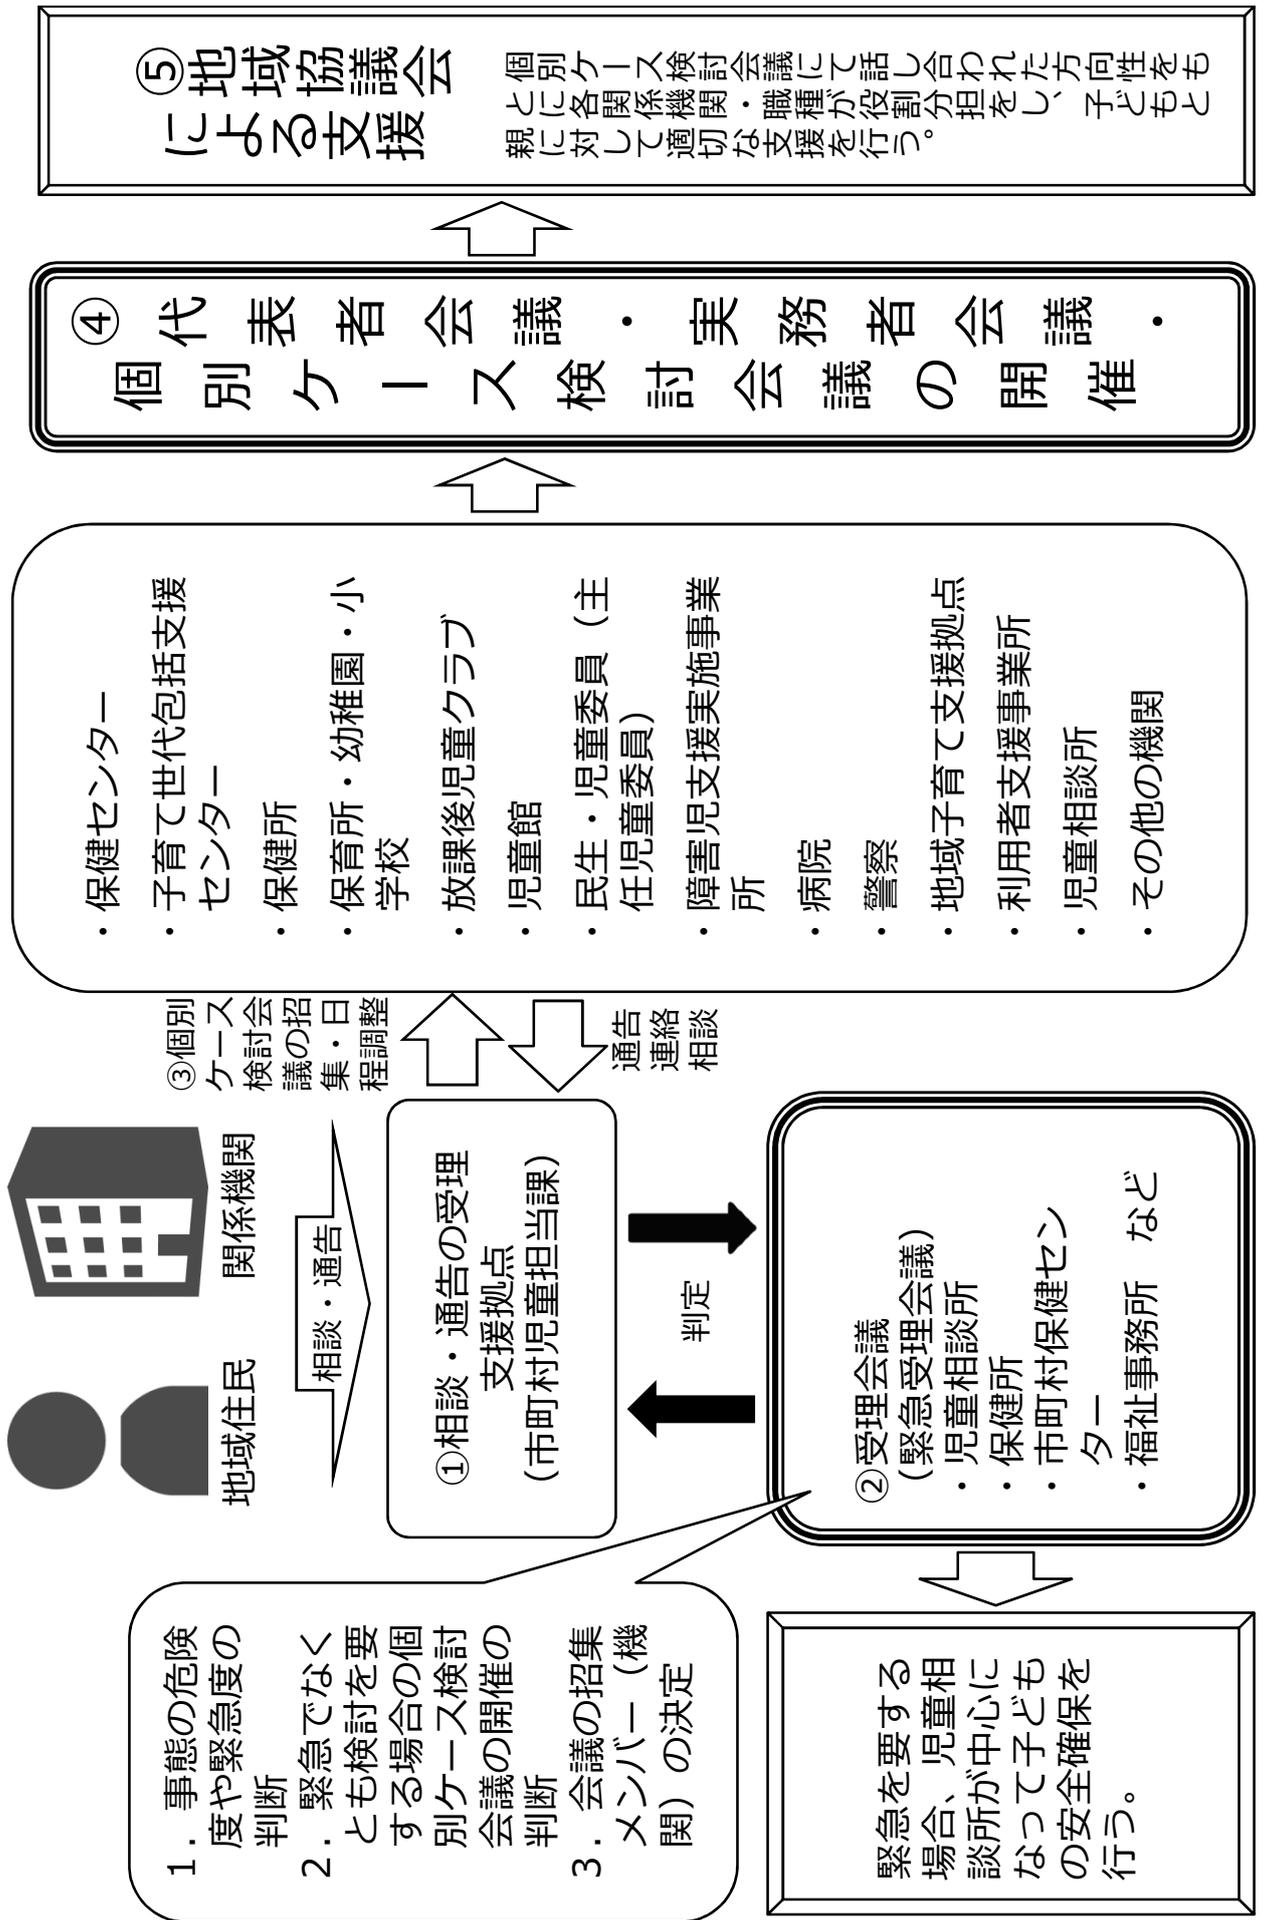 1．事態の危険
度や緊急度の
判断
2．緊急でなく
とも検討を要
する場合の個
別ケース検討
会議の開催の
判断
3．会議の招集
メンバー（機
関）の決定
緊急を要する
場合、児童相
談所が中心に
なって子ども
の安全確保を
行う。
地域住民
関係機関
相談・通告
①相談・通告の受理
支援拠点
（市町村児童担当課）
判定
②受理会議
（緊急受理会議）
・児童相談所
・保健所
・市町村保健セン
ター
・福祉事務所　など
③個別
ケース
検討会
議の招
集・日
程調整
通告
連絡
相談
・保健センター
・子育て世代包括支援
センター
・保健所
・保育所・幼稚園・小
学校
・放課後児童クラブ
・児童館
・民生・児童委員（主
任児童委員）
・障害児支援実施事業
所
・病院
・警察
・地域子育て支援拠点
・利用者支援事業所
・児童相談所
・その他の機関
④代表者会議・実務者会議・
個別ケース検討会議の開催
⑤地域協議会
による支援
個別ケース検討会議にて話し合われた方向性をも
とに各関係機関・職種が役割分担をし、子どもと
親に対して適切な支援を行う。